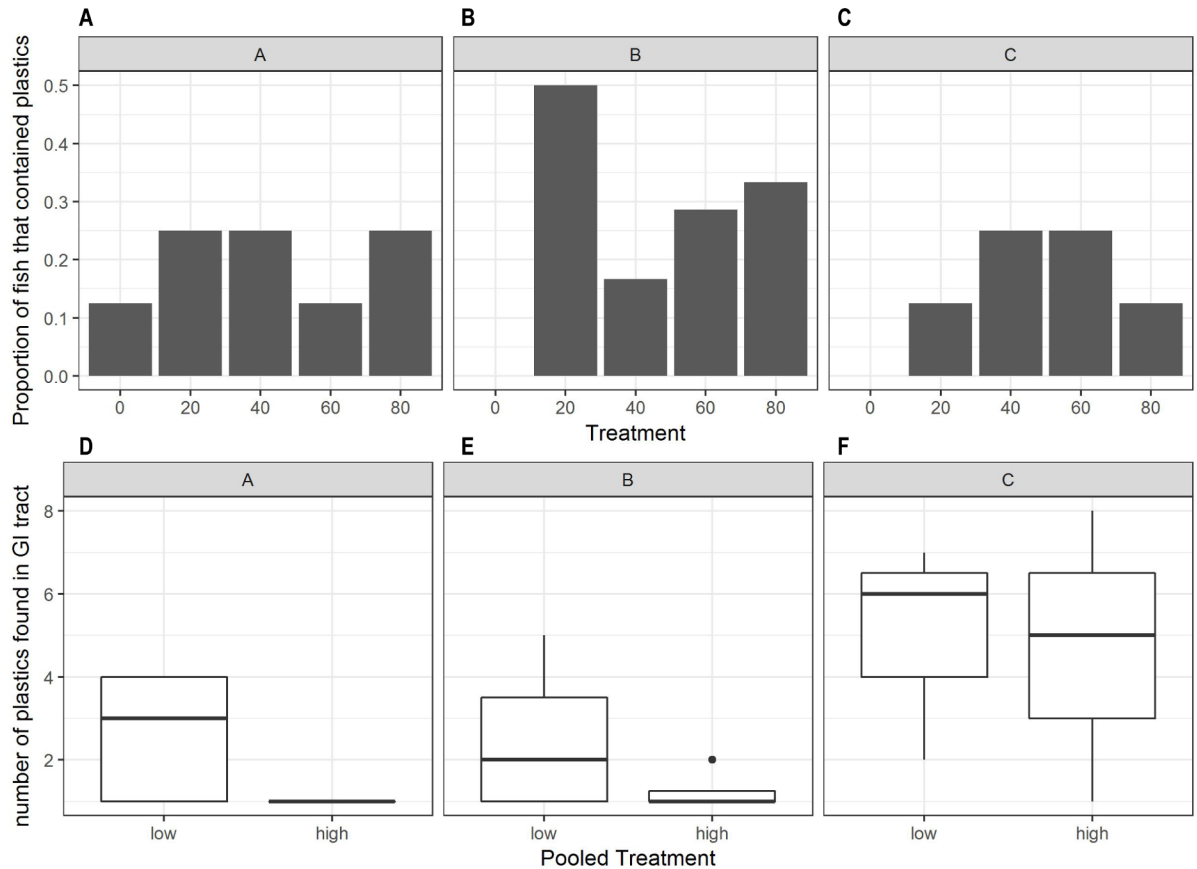 A B C
A B C
Proportion of fish that contained plastics
0.5
0.4
0.3
0.2
0.1
0.0
0 20 40 60 80 0 20 40 60 80 0 20 40 60 80
Treatment
D E F
A B C
number of plastics found in GI tract
8
6
4
2
low high low high low high
Pooled Treatment